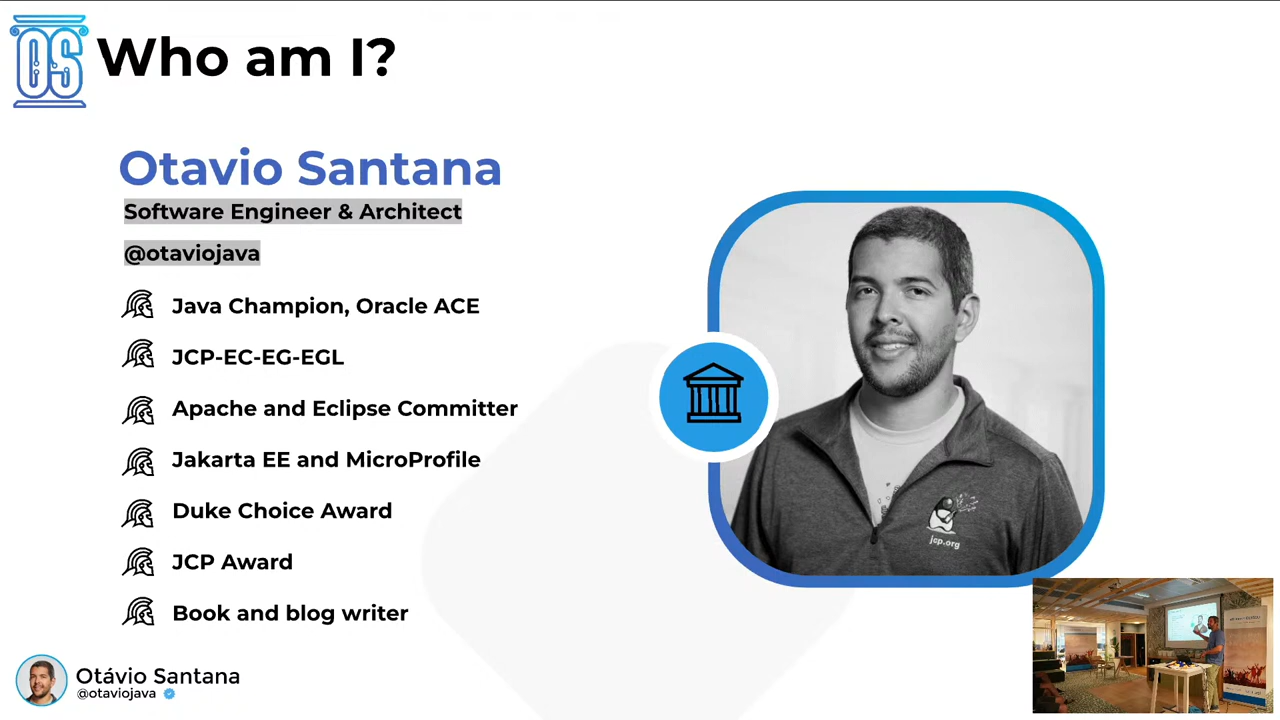 OS
Who am I?
Otavio Santana
Software Engineer & Architect
@otaviojava
Java Champion, Oracle ACE
JCP-EC-EG-EGL
Apache and Eclipse Committer
Jakarta EE and MicroProfile
Duke Choice Award
JCP Award
Book and blog writer
jcp.org
Otávio Santana
@otaviojava